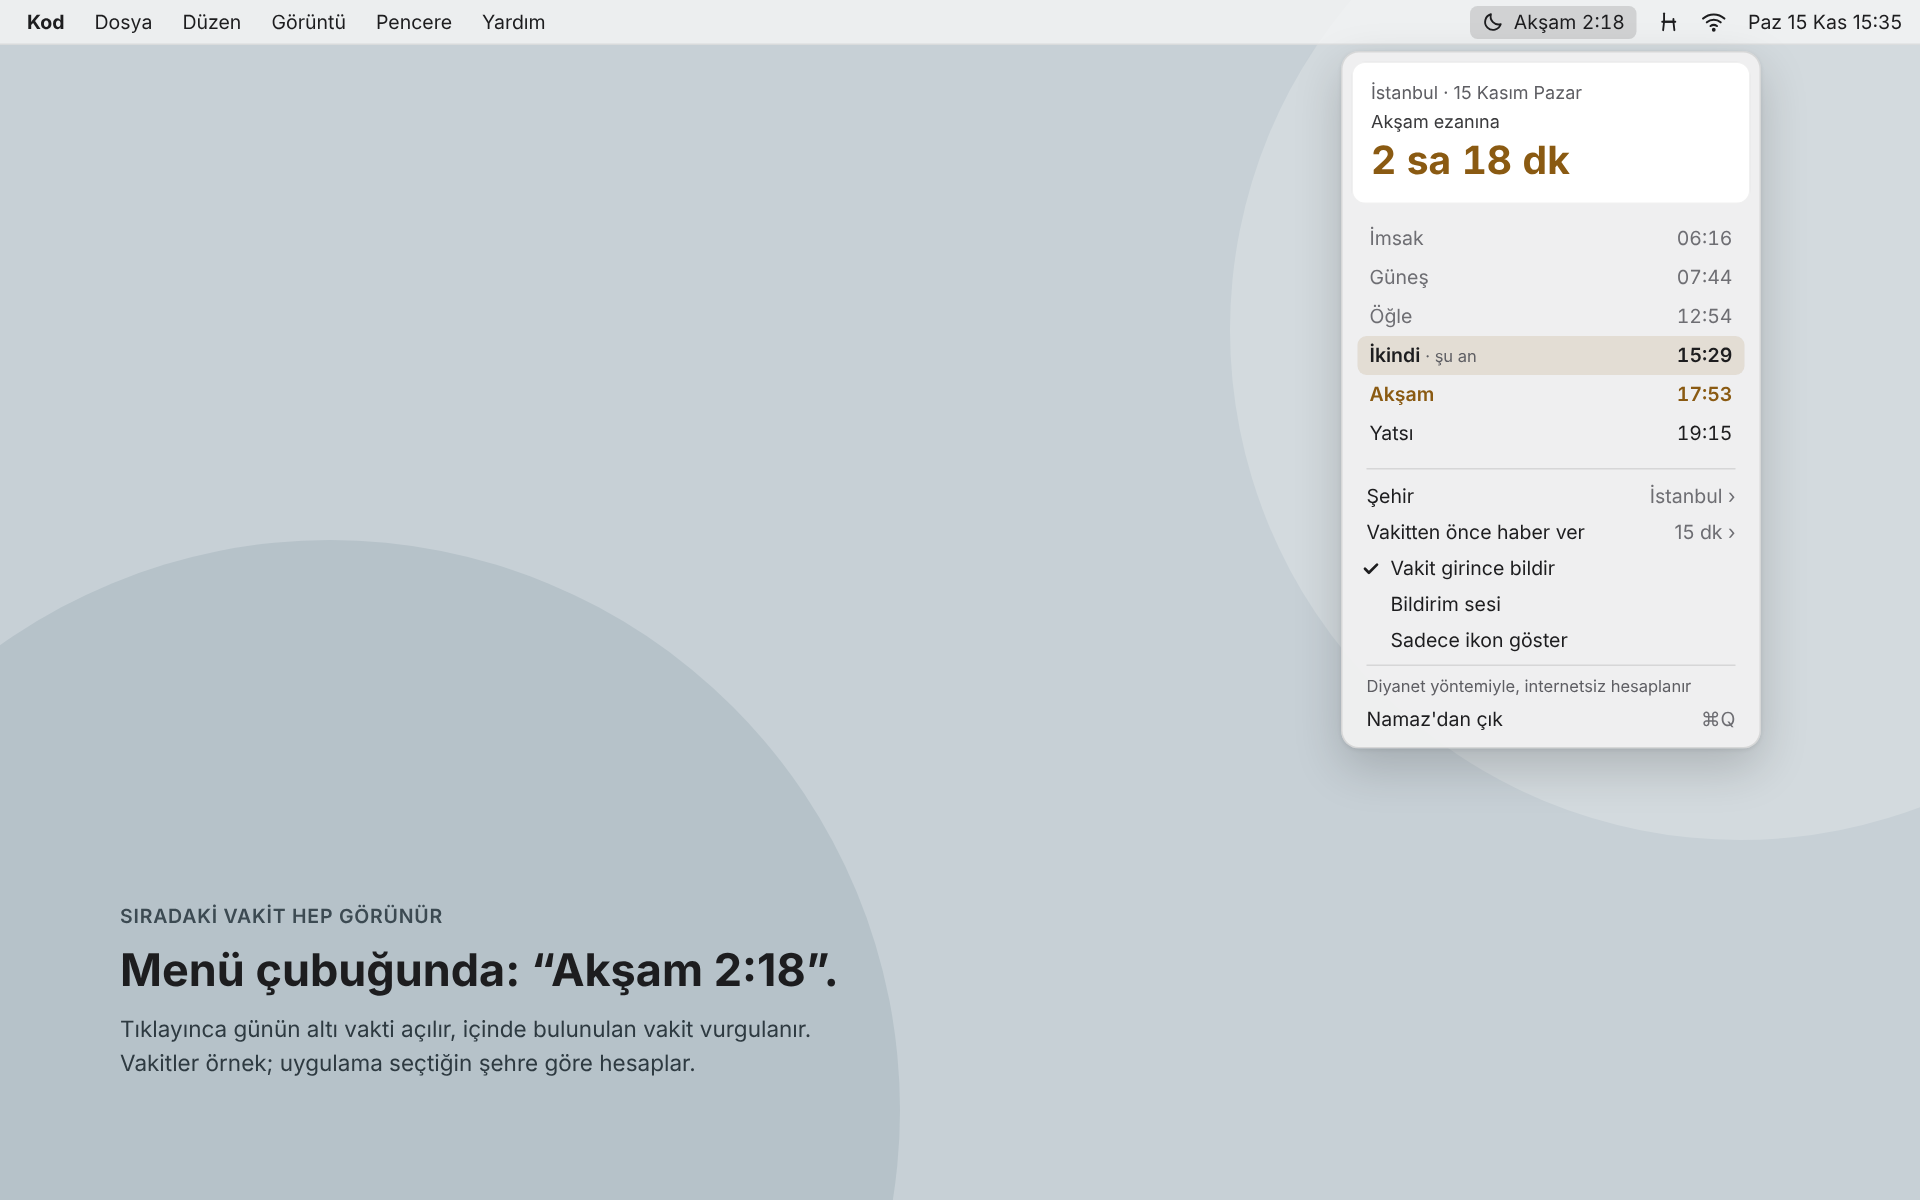 Kod Dosya Düzen Görüntü Pencere Yardım Akşam 2:18 Paz 15 Kas 15:35
İstanbul · 15 Kasım Pazar
Akşam ezanına
2 sa 18 dk
İmsak 06:16
Güneş 07:44
Öğle 12:54
İkindi · şu an 15:29
Akşam 17:53
Yatsı 19:15
Şehir İstanbul ›
Vakitten önce haber ver 15 dk ›
✓ Vakit girince bildir
Bildirim sesi
Sadece ikon göster
Diyanet yöntemiyle, internetsiz hesaplanır
Namaz'dan çık ⌘Q
SIRADAKİ VAKİT HEP GÖRÜNÜR
Menü çubuğunda: “Akşam 2:18”.
Tıklayınca günün altı vakti açılır, içinde bulunulan vakit vurgulanır.
Vakitler örnek; uygulama seçtiğin şehre göre hesaplar.